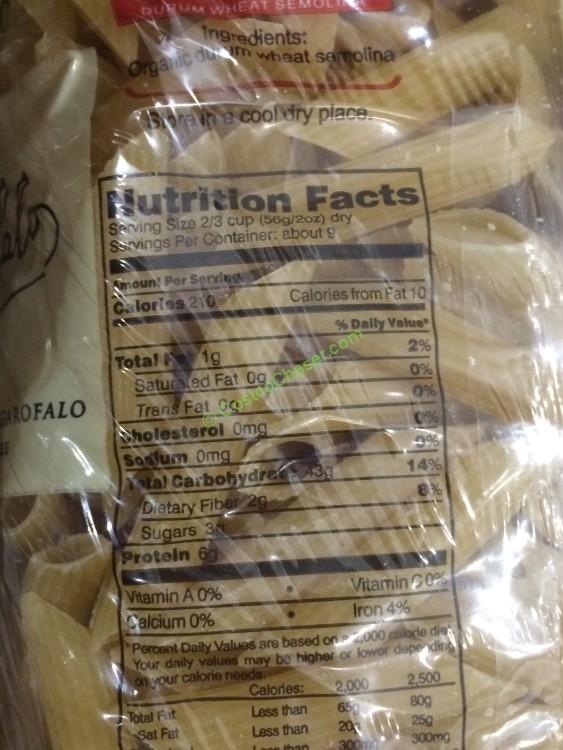 DURUM WHEAT SEMOLINA
Ingredients:
Organic durum wheat semolina
Store in a cool dry place.
Nutrition Facts
Serving Size 2/3 cup (56g/2oz) dry
Servings Per Container: about 9
Amount Per Serving
Calories 210 Calories from Fat 10
% Daily Value*
Total Fat 1g 2%
Saturated Fat 0g 0%
Trans Fat 0g 0%
Cholesterol 0mg 0%
Sodium 0mg 0%
Total Carbohydrate 43g 14%
Dietary Fiber 2g 8%
Sugars 3g
Protein 6g
Vitamin A 0% • Vitamin C 0%
Calcium 0% • Iron 4%
*Percent Daily Values are based on a 2,000 calorie diet.
Your daily values may be higher or lower depending
on your calorie needs.
Calories: 2,000 2,500
Total Fat Less than 65g 80g
Sat Fat Less than 20g 25g
Less than 300mg 300mg
GAROFALO
© CostcoChaser.com